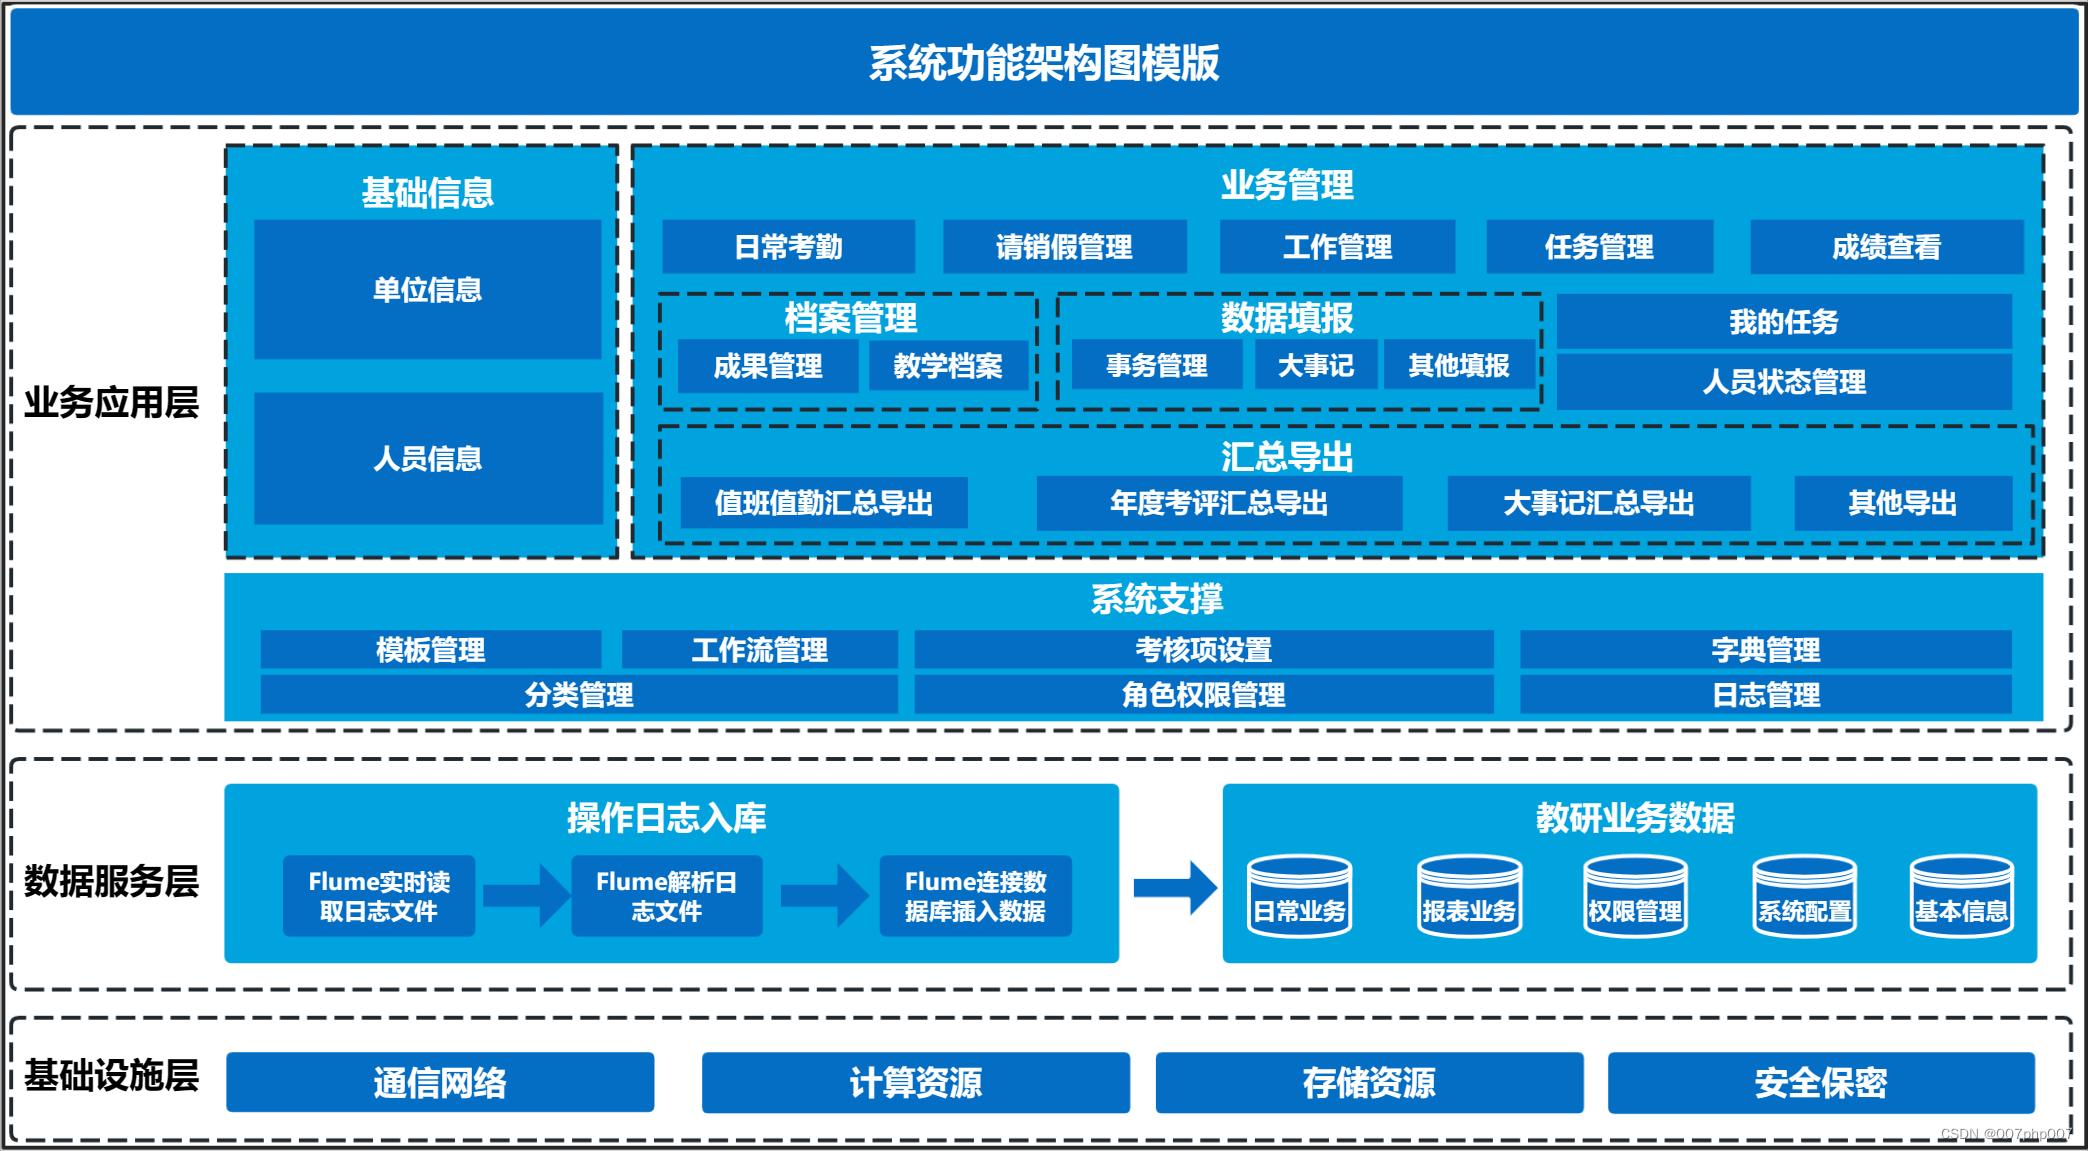 系统功能架构图模版
业务应用层
基础信息
单位信息
人员信息
业务管理
日常考勤
请销假管理
工作管理
任务管理
成绩查看
档案管理
成果管理
教学档案
数据填报
事务管理
大事记
其他填报
我的任务
人员状态管理
汇总导出
值班值勤汇总导出
年度考评汇总导出
大事记汇总导出
其他导出
系统支撑
模板管理
工作流管理
考核项设置
字典管理
分类管理
角色权限管理
日志管理
数据服务层
操作日志入库
Flume实时读
取日志文件
Flume解析日
志文件
Flume连接数
据库插入数据
教研业务数据
日常业务
报表业务
权限管理
系统配置
基本信息
基础设施层
通信网络
计算资源
存储资源
安全保密
CSDN @007php007